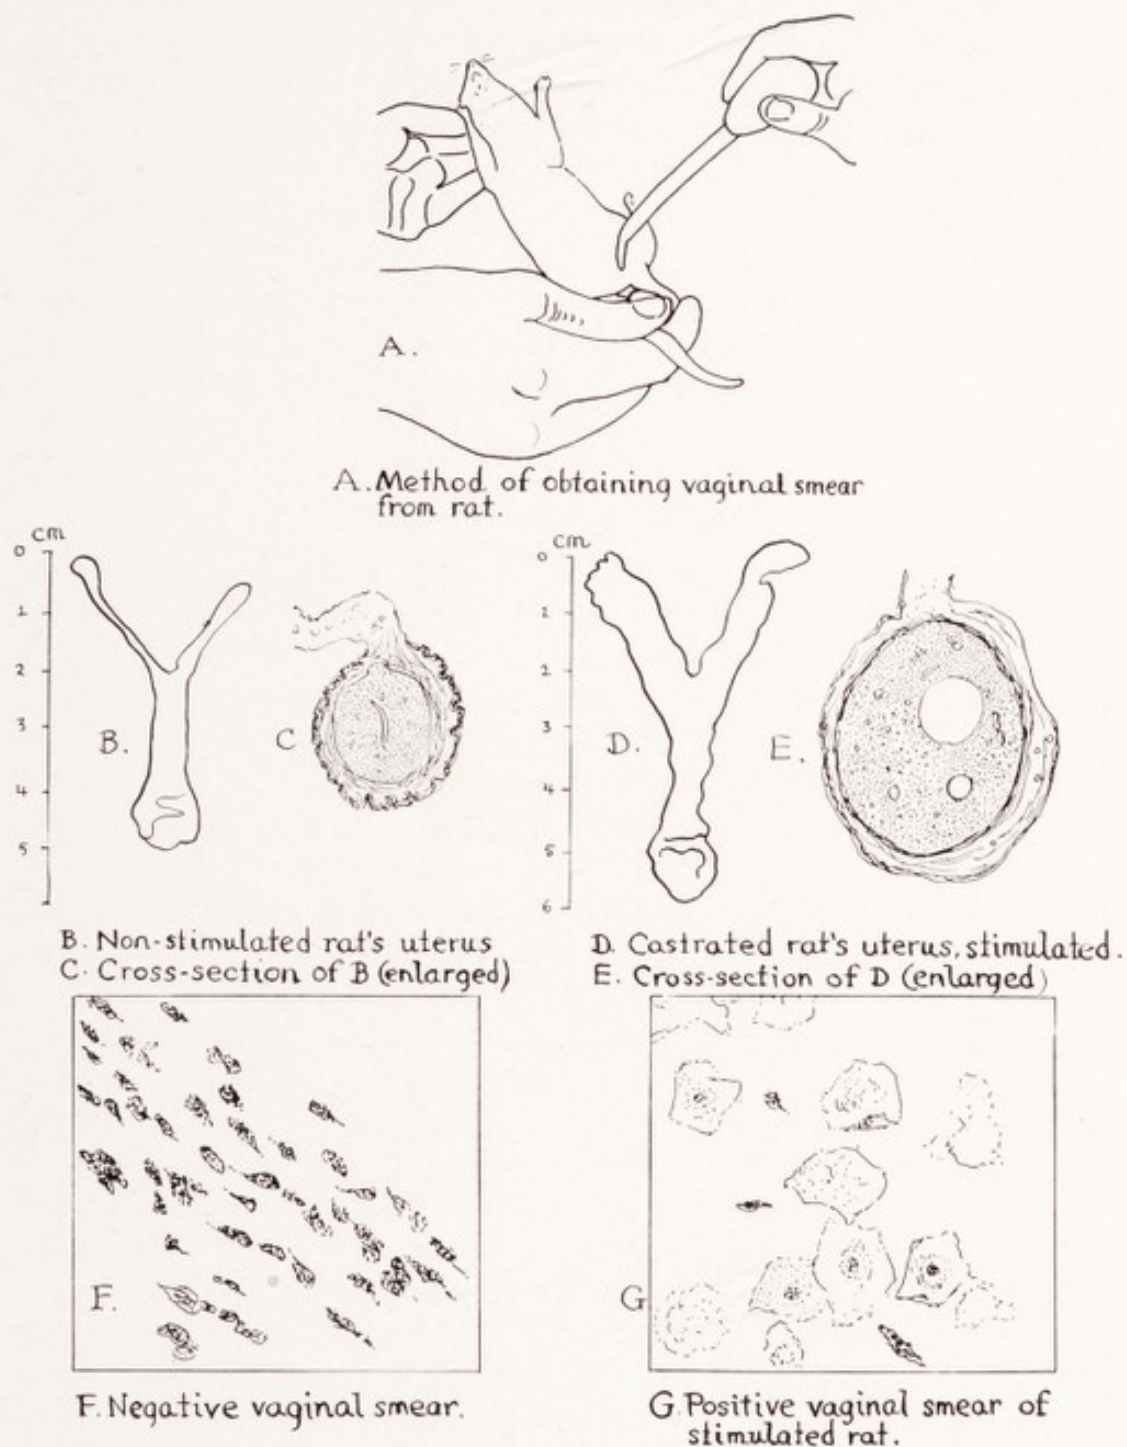 A.
A. Method of obtaining vaginal smear
from rat.
cm
0
1
2
3
4
5
B.
C
cm
0
1
2
3
4
5
6
D.
E.
B. Non-stimulated rat's uterus
C. Cross-section of B (enlarged)
D. Castrated rat's uterus, stimulated.
E. Cross-section of D (enlarged)
F.
G
F. Negative vaginal smear.
G. Positive vaginal smear of
stimulated rat.